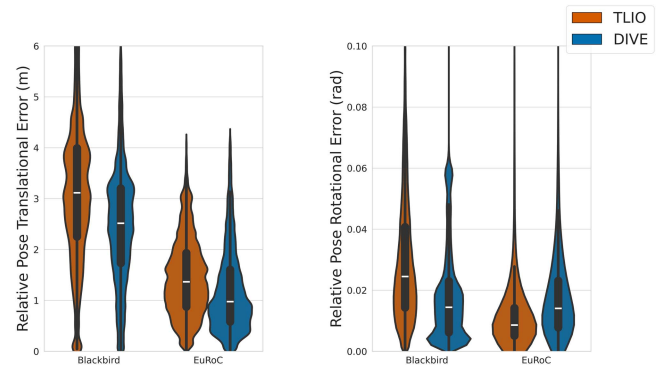 TLIO
DIVE
Relative Pose Translational Error (m)
6
5
4
3
2
1
0
Blackbird EuRoC
Relative Pose Rotational Error (rad)
0.10
0.08
0.06
0.04
0.02
0.00
Blackbird EuRoC